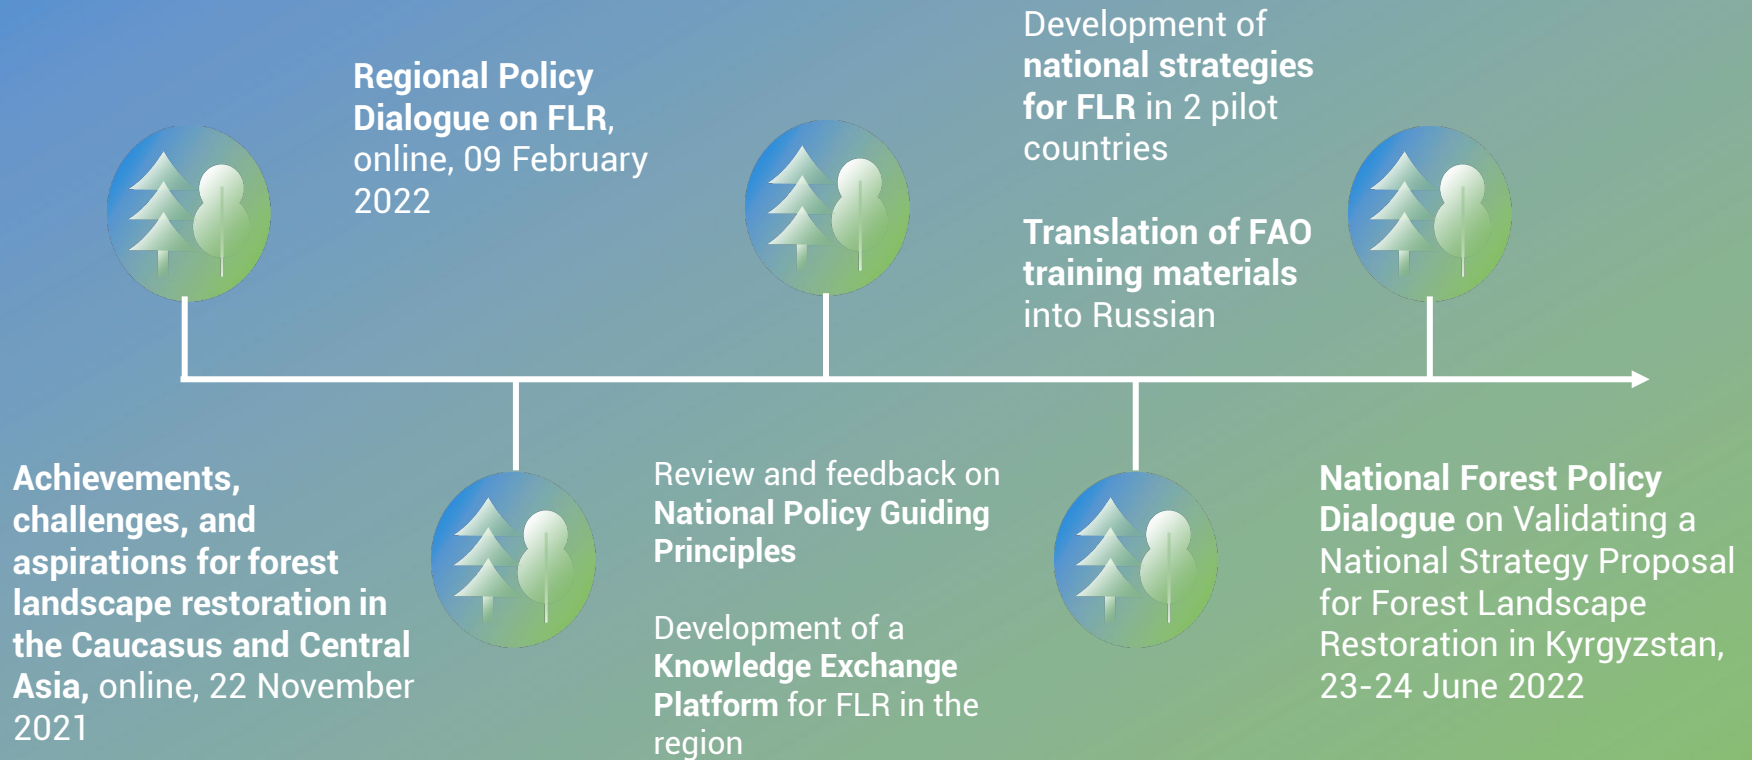 Achievements,
challenges, and
aspirations for forest
landscape restoration in
the Caucasus and Central
Asia, online, 22 November
2021
Regional Policy
Dialogue on FLR,
online, 09 February
2022
Review and feedback on
National Policy Guiding
Principles
Development of a
Knowledge Exchange
Platform for FLR in the
region
Development of
national strategies
for FLR in 2 pilot
countries
Translation of FAO
training materials
into Russian
National Forest Policy
Dialogue on Validating a
National Strategy Proposal
for Forest Landscape
Restoration in Kyrgyzstan,
23-24 June 2022